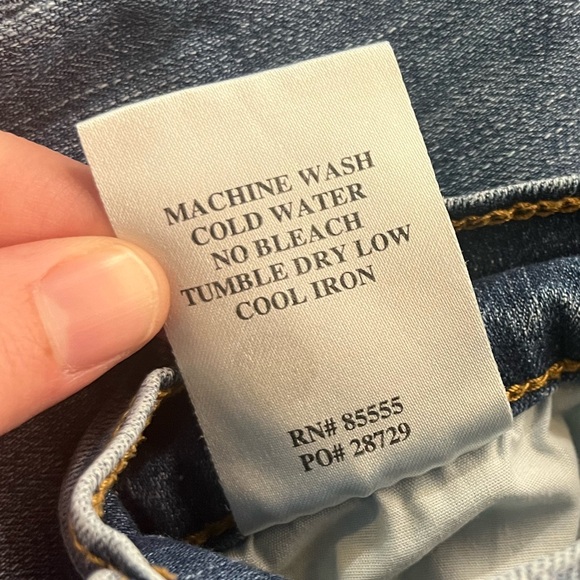 MACHINE WASH
COLD WATER
NO BLEACH
TUMBLE DRY LOW
COOL IRON
RN# 85555
PO# 28729